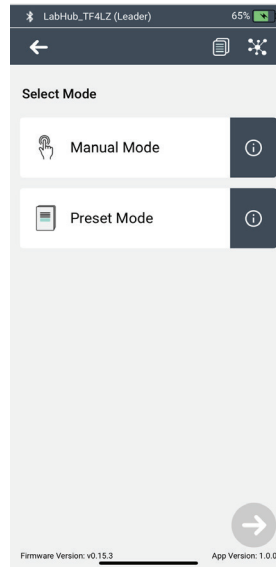 LabHub_TF4LZ (Leader) 65%
Select Mode
Manual Mode
Preset Mode
Firmware Version: v0.15.3 App Version: 1.0.0